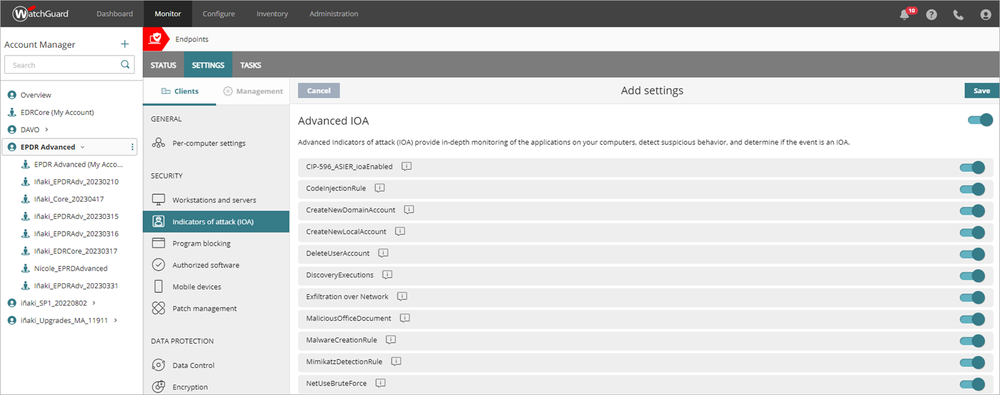 WatchGuard
Dashboard
Monitor
Configure
Inventory
Administration
10
Account Manager
Search
Overview
EDRCore (My Account)
DAVO
EPDR Advanced
EPDR Advanced (My Acco...
Iñaki_EPDRAdv_20230210
Iñaki_Core_20230417
Iñaki_EPDRAdv_20230315
Iñaki_EPDRAdv_20230316
Iñaki_EDRCore_20230317
Nicole_EPRDAdvanced
Iñaki_EPDRAdv_20230331
iñaki_SP1_20220802
iñaki_Upgrades_MA_11911
Endpoints
STATUS
SETTINGS
TASKS
Clients
Management
GENERAL
Per-computer settings
SECURITY
Workstations and servers
Indicators of attack (IOA)
Program blocking
Authorized software
Mobile devices
Patch management
DATA PROTECTION
Data Control
Encryption
Cancel
Add settings
Save
Advanced IOA
Advanced Indicators of attack (IOA) provide in-depth monitoring of the applications on your computers, detect suspicious behavior, and determine if the event is an IOA.
CIP-596_ASIER_ioaEnabled
CodeInjectionRule
CreateNewDomainAccount
CreateNewLocalAccount
DeleteUserAccount
DiscoveryExecutions
Exfiltration over Network
MaliciousOfficeDocument
MalwareCreationRule
MimikatzDetectionRule
NetUseBruteForce